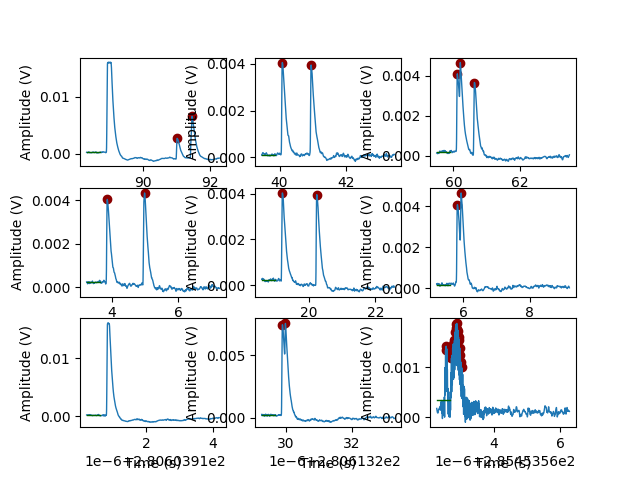 Amplitude (V)
0.01
0.00
90
92
Amplitude (V)
0.004
0.002
0.000
40
42
Amplitude (V)
0.004
0.002
0.000
60
62
Amplitude (V)
0.004
0.002
0.000
4
6
Amplitude (V)
0.004
0.002
0.000
20
22
Amplitude (V)
0.004
0.002
0.000
6
8
Amplitude (V)
0.01
0.00
2
4
Time (s)
1e-6+2.8060391e2
Amplitude (V)
0.005
0.000
30
32
Time (s)
1e-6+2.806132e2
Amplitude (V)
0.001
0.000
4
6
Time (s)
1e-6+2.8545356e2